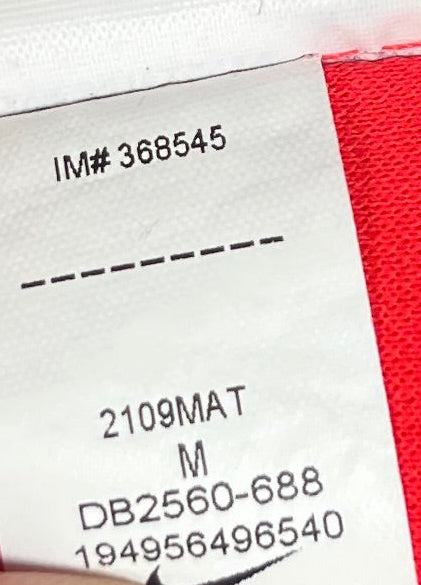 IM# 368545
---------
2109MAT
M
DB2560-688
194956496540